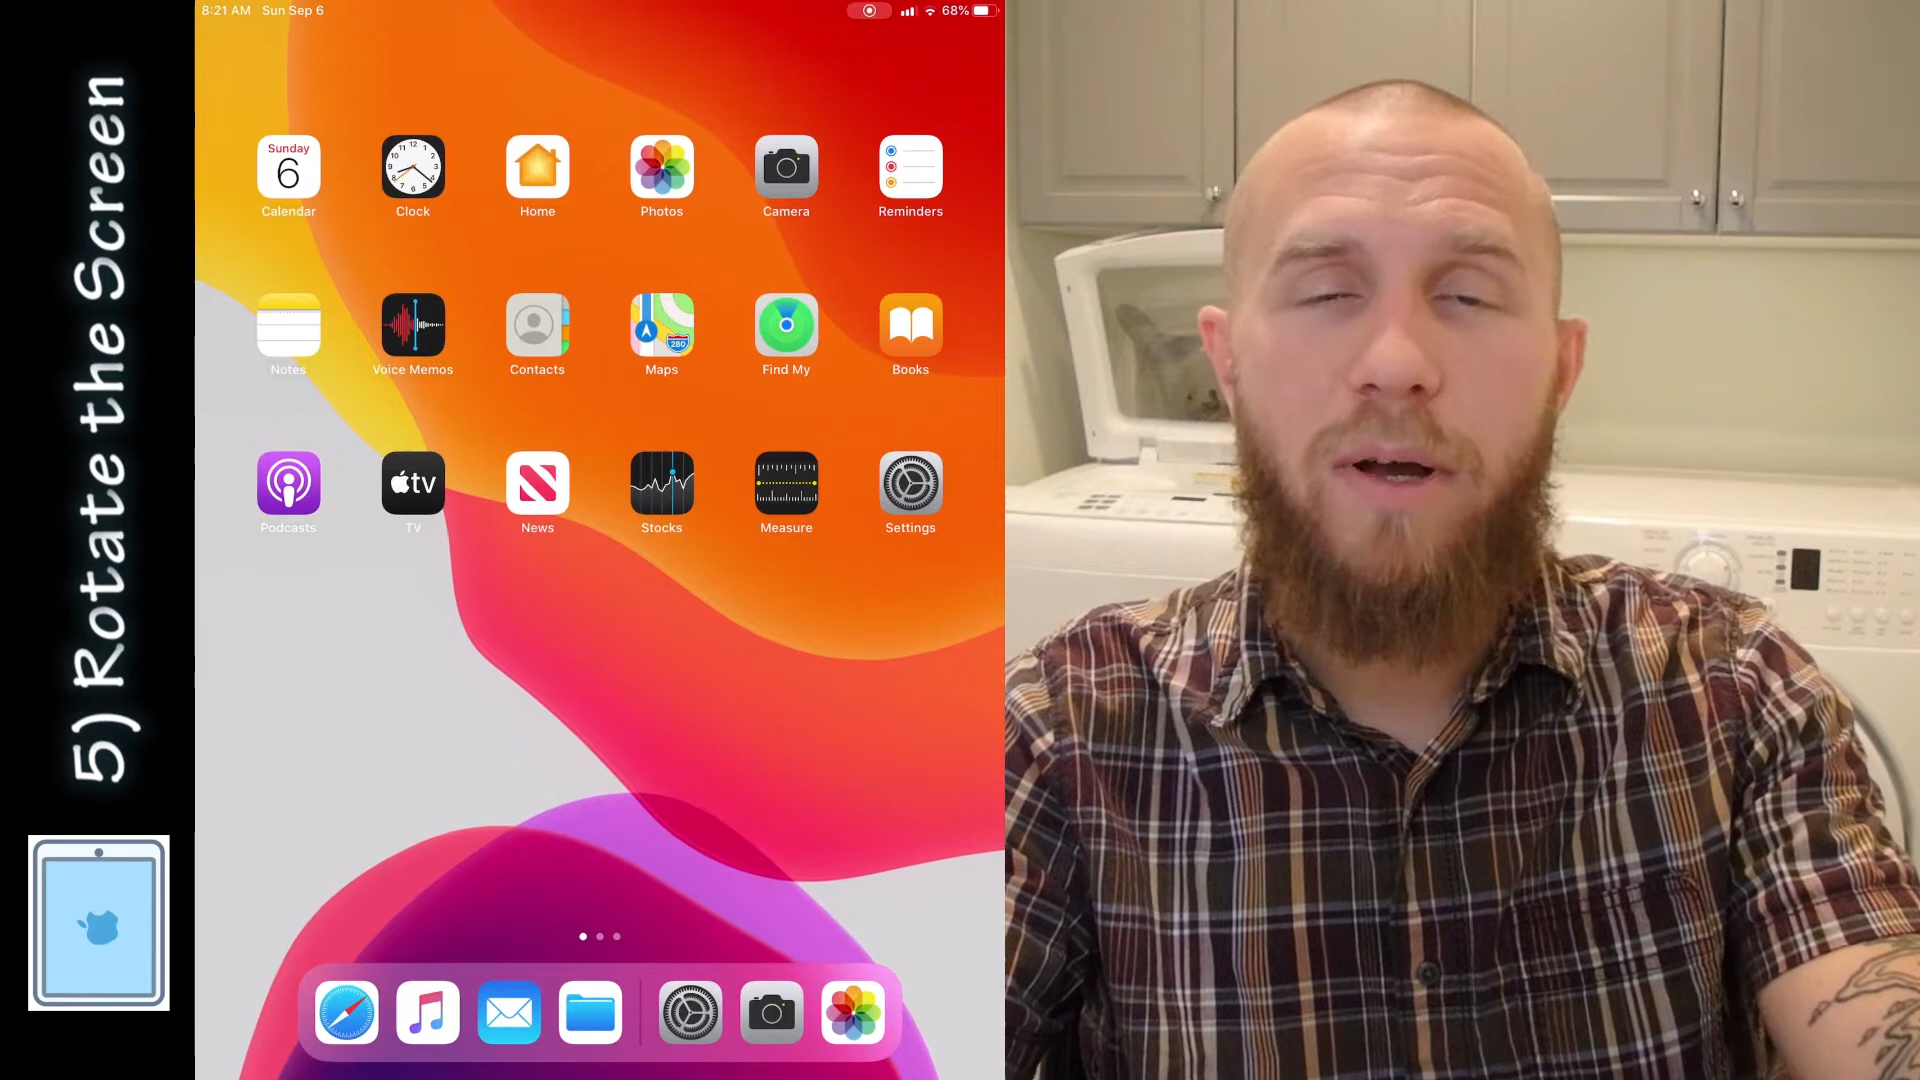 5) Rotate the Screen
8:21 AM Sun Sep 6
68%
Sunday
6
Calendar
Clock
Home
Photos
Camera
Reminders
Notes
Voice Memos
Contacts
280
Maps
Find My
Books
Podcasts
tv
TV
News
Stocks
Measure
Settings